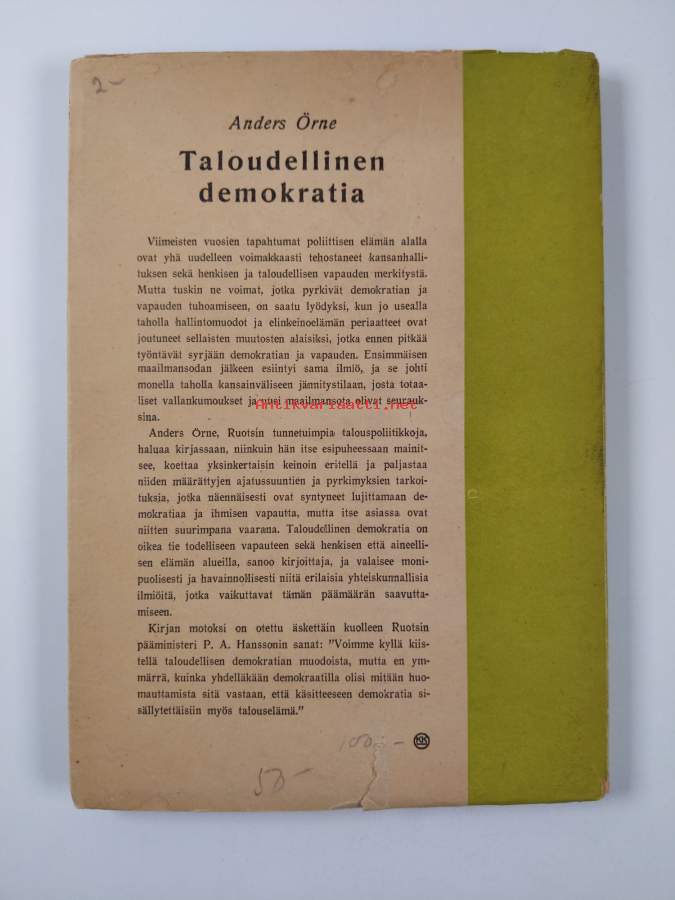 2-
Anders Örne
Taloudellinen
demokratia
Viimeisten vuosien tapahtumat poliittisen elämän alalla
ovat yhä uudelleen voimakkaasti tehostaneet kansanhalli-
tuksen sekä henkisen ja taloudellisen vapauden merkitystä.
Mutta tuskin ne voimat, jotka pyrkivät demokratian ja
vapauden tuhoamiseen, on saatu lyödyksi, kun jo usealla
taholla hallintomuodot ja elinkeinoelämän periaatteet ovat
joutuneet sellaisten muutosten alaisiksi, jotka ennen pitkää
työntävät syrjään demokratian ja vapauden. Ensimmäisen
maailmansodan jälkeen esiintyi sama ilmiö, ja se johti
monella taholla kansainväliseen jännitystilaan, josta totaa-
liset vallankumoukset ja uusi maailmansota olivat seurauk-
Antikvariaatti.net
sina.
Anders Örne, Ruotsin tunnetuimpia talouspoliitikkoja,
haluaa kirjassaan, niinkuin hän itse esipuheessaan mainit-
see, koettaa yksinkertaisin keinoin eritellä ja paljastaa
niiden määrättyjen ajatussuuntien ja pyrkimyksien tarkoi-
tuksia, jotka näennäisesti ovat syntyneet lujittamaan de-
mokratiaa ja ihmisen vapautta, mutta itse asiassa ovat
niitten suurimpana vaarana. Taloudellinen demokratia on
oikea tie todelliseen vapauteen sekä henkisen että aineelli-
sen elämän alueilla, sanoo kirjoittaja, ja valaisee moni-
puolisesti ja havainnollisesti niitä erilaisia yhteiskunnallisia
ilmiöitä, jotka vaikuttavat tämän päämäärän saavutta-
miseen.
Kirjan motoksi on otettu äskettäin kuolleen Ruotsin
pääministeri P. A. Hanssonin sanat: "Voimme kyllä kiis-
tellä taloudellisen demokratian muodoista, mutta en ym-
märrä, kuinka yhdelläkään demokraatilla olisi mitään huo-
mauttamista sitä vastaan, että käsitteeseen demokratia si-
sällytettäisiin myös talouselämä."
50-